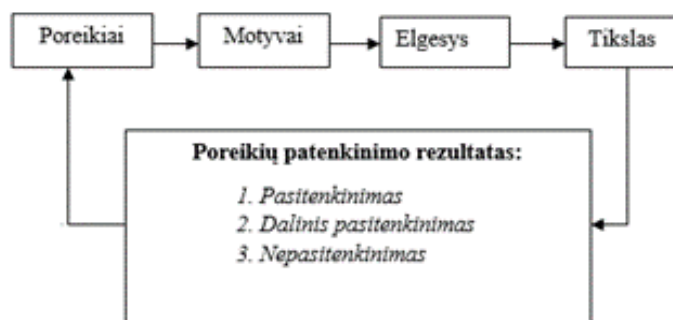 Poreikiai
Motyvai
Elgesys
Tikslas
Poreikių patenkinimo rezultatas:
1. Pasitenkinimas
2. Dalinis pasitenkinimas
3. Nepasitenkinimas